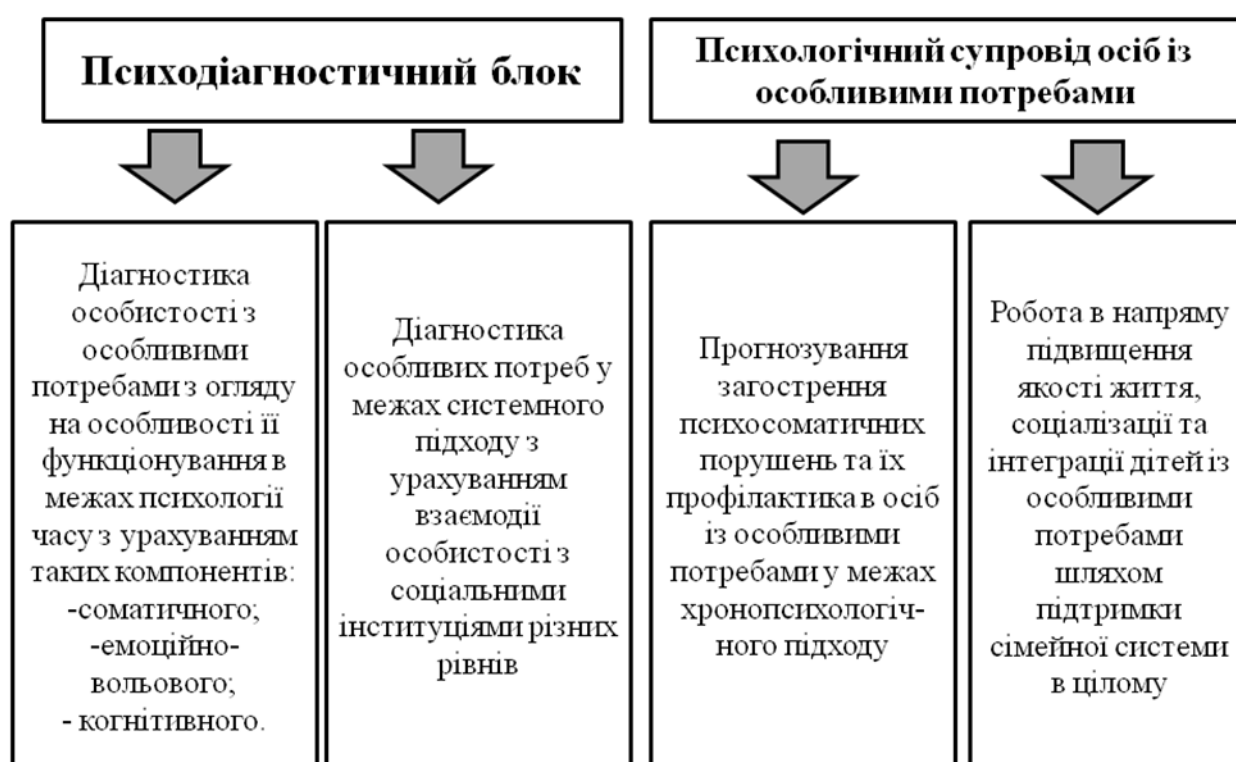 Психодіагностичний блок
Психологічний супровід осіб із
особливими потребами
Діагностика
особистості з
особливими
потребами з огляду
на особливості її
функціонування в
межах психології
часу з урахуванням
таких компонентів:
-соматичного;
-емоційно-
вольового;
- когнітивного.
Діагностика
особливих потреб у
межах системного
підходу з
урахуванням
взаємодії
особистості з
соціальними
інституціями різних
рівнів
Прогнозування
загострення
психосоматичних
порушень та їх
профілактика в осіб
із особливими
потребами у межах
хронопсихологіч-
ного підходу
Робота в напряму
підвищення
якості життя,
соціалізації та
інтеграції дітей із
особливими
потребами
шляхом
підтримки
сімейної системи
в цілому